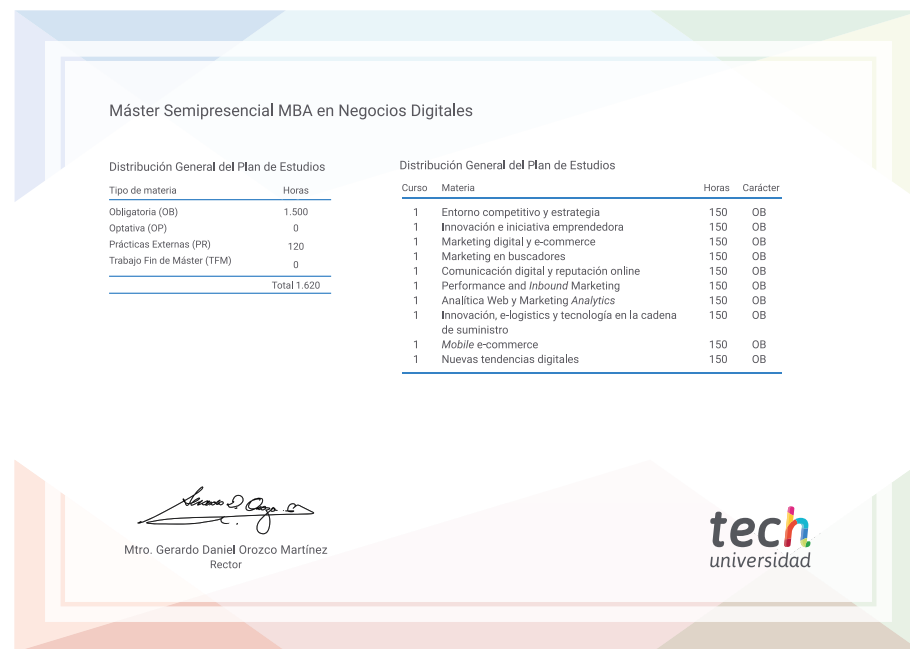 Máster Semipresencial MBA en Negocios Digitales
Distribución General del Plan de Estudios
Tipo de materia Horas
Obligatoria (OB) 1.500
Optativa (OP) 0
Prácticas Externas (PR) 120
Trabajo Fin de Máster (TFM) 0
Total 1.620
Distribución General del Plan de Estudios
Curso Materia Horas Carácter
1 Entorno competitivo y estrategia 150 OB
1 Innovación e iniciativa emprendedora 150 OB
1 Marketing digital y e-commerce 150 OB
1 Marketing en buscadores 150 OB
1 Comunicación digital y reputación online 150 OB
1 Performance and Inbound Marketing 150 OB
1 Analítica Web y Marketing Analytics 150 OB
1 Innovación, e-logistics y tecnología en la cadena 150 OB
de suministro
1 Mobile e-commerce 150 OB
1 Nuevas tendencias digitales 150 OB
Mtro. Gerardo Daniel Orozco Martínez
Rector
tech
universidad